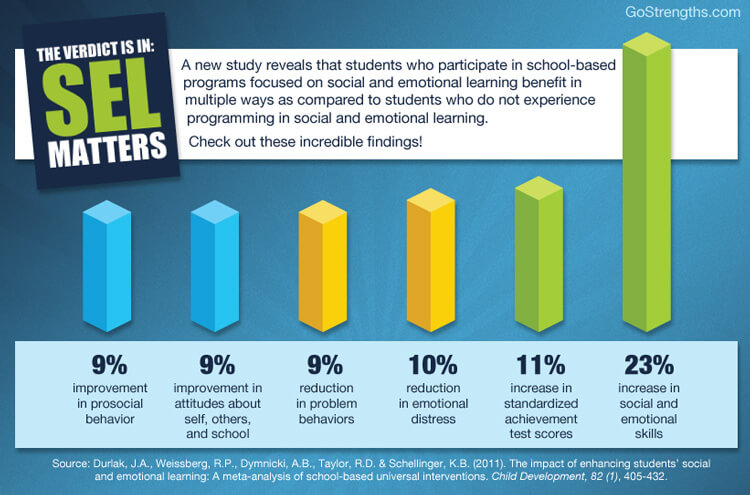 GoStrengths.com
THE VERDICT IS IN:
SEL
MATTERS
A new study reveals that students who participate in school-based
programs focused on social and emotional learning benefit in
multiple ways as compared to students who do not experience
programming in social and emotional learning.
Check out these incredible findings!
9%
improvement
in prosocial
behavior
9%
improvement in
attitudes about
self, others,
and school
9%
reduction
in problem
behaviors
10%
reduction
in emotional
distress
11%
increase in
standardized
achievement
test scores
23%
increase in
social and
emotional
skills
Source: Durlak, J.A., Weissberg, R.P., Dymnicki, A.B., Taylor, R.D. & Schellinger, K.B. (2011). The impact of enhancing students' social
and emotional learning: A meta-analysis of school-based universal interventions. Child Development, 82 (1), 405-432.